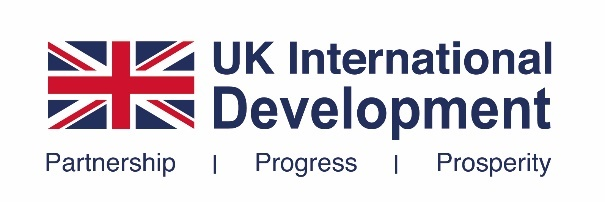 UK International
Development
Partnership | Progress | Prosperity